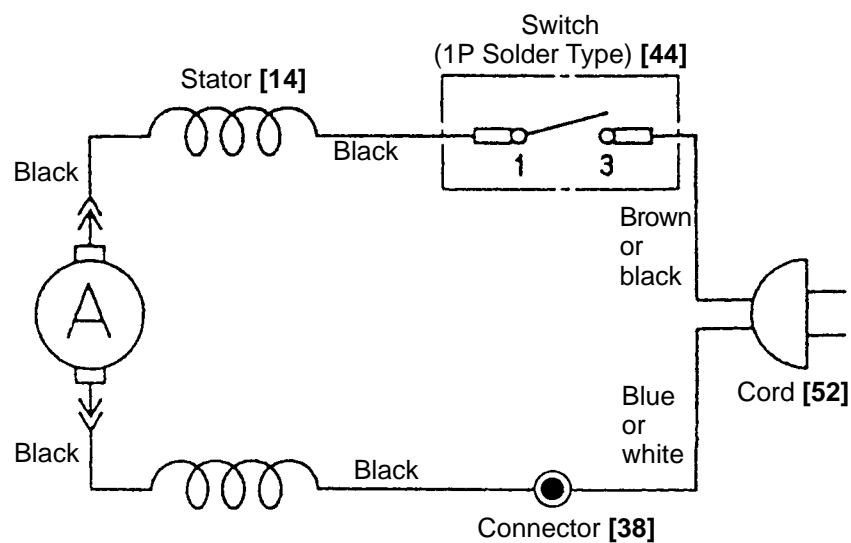 Switch
(1P Solder Type) [44]
Stator [14]
Black
Black
1 3
Brown
or
black
A
Cord [52]
Blue
or
white
Black
Black
Connector [38]